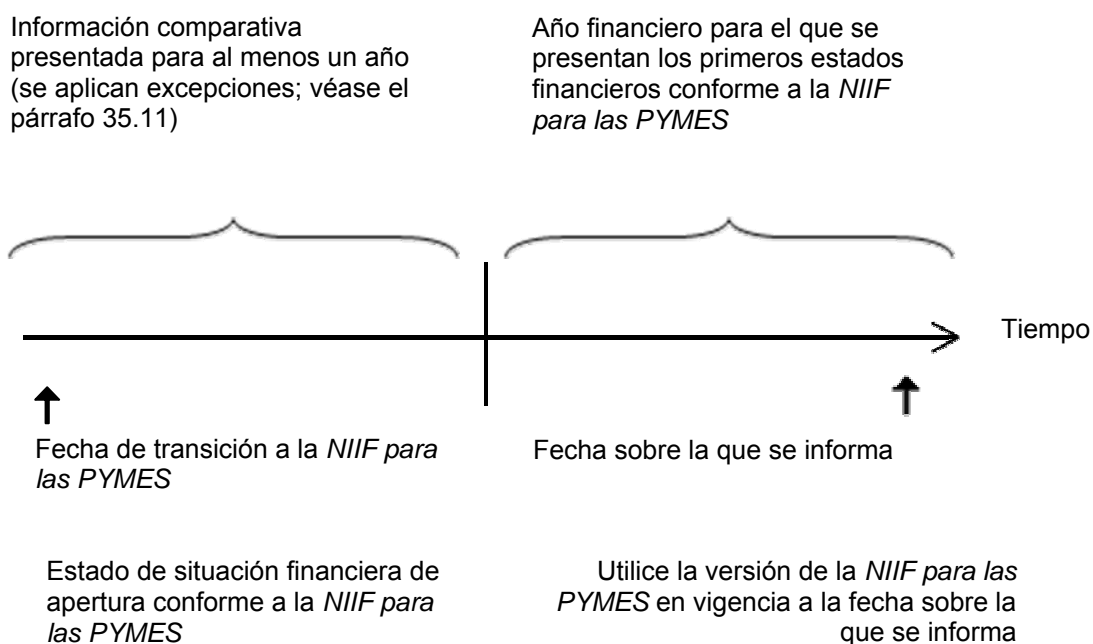 Información comparativa
presentada para al menos un año
(se aplican excepciones; véase el
párrafo 35.11)
Año financiero para el que se
presentan los primeros estados
financieros conforme a la NIIF
para las PYMES
Tiempo
Fecha de transición a la NIIF para
las PYMES
Fecha sobre la que se informa
Estado de situación financiera de
apertura conforme a la NIIF para
las PYMES
Utilice la versión de la NIIF para las
PYMES en vigencia a la fecha sobre la
que se informa